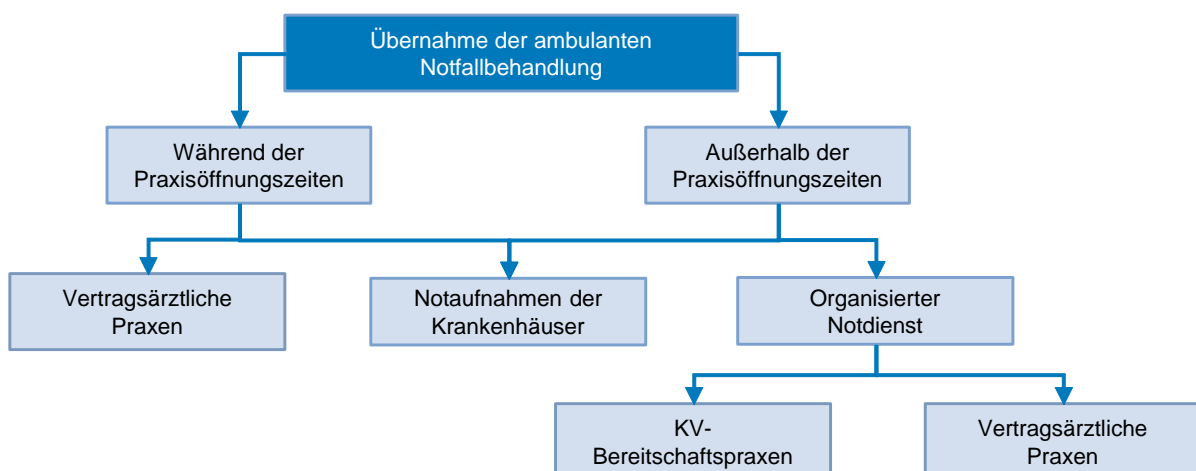 Übernahme der ambulanten
Notfallbehandlung
Während der
Praxisöffnungszeiten
Außerhalb der
Praxisöffnungszeiten
Vertragsärztliche
Praxen
Notaufnahmen der
Krankenhäuser
Organisierter
Notdienst
KV-
Bereitschaftspraxen
Vertragsärztliche
Praxen